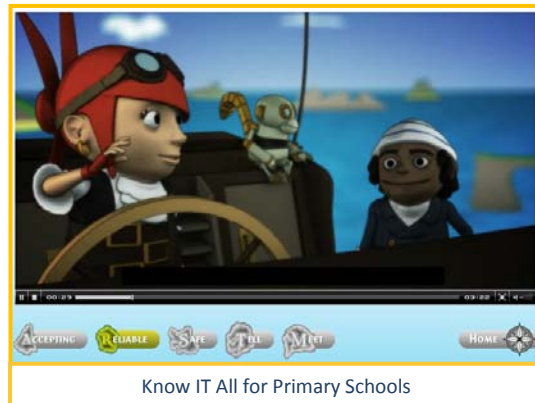 00:23
03:22
ACCEPTING RELIABLE SAFE TELL MEET HOME
Know IT All for Primary Schools